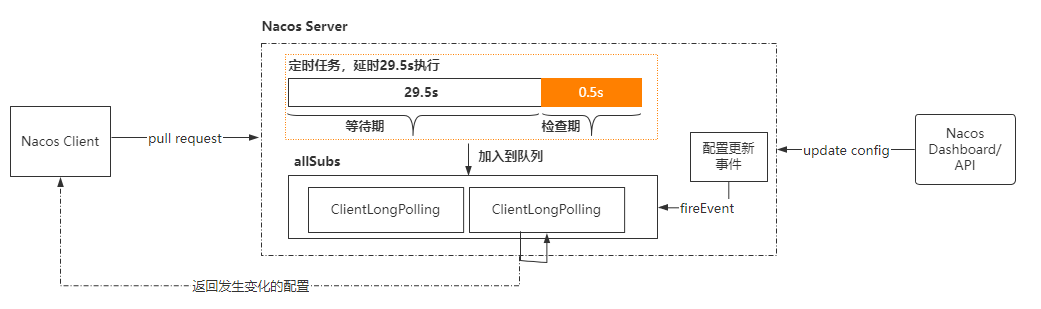 Nacos Server
定时任务，延时29.5s执行
29.5s
0.5s
等待期
检查期
Nacos Client
pull request
加入到队列
allSubs
ClientLongPolling
ClientLongPolling
配置更新
事件
fireEvent
update config
Nacos
Dashboard/
API
返回发生变化的配置